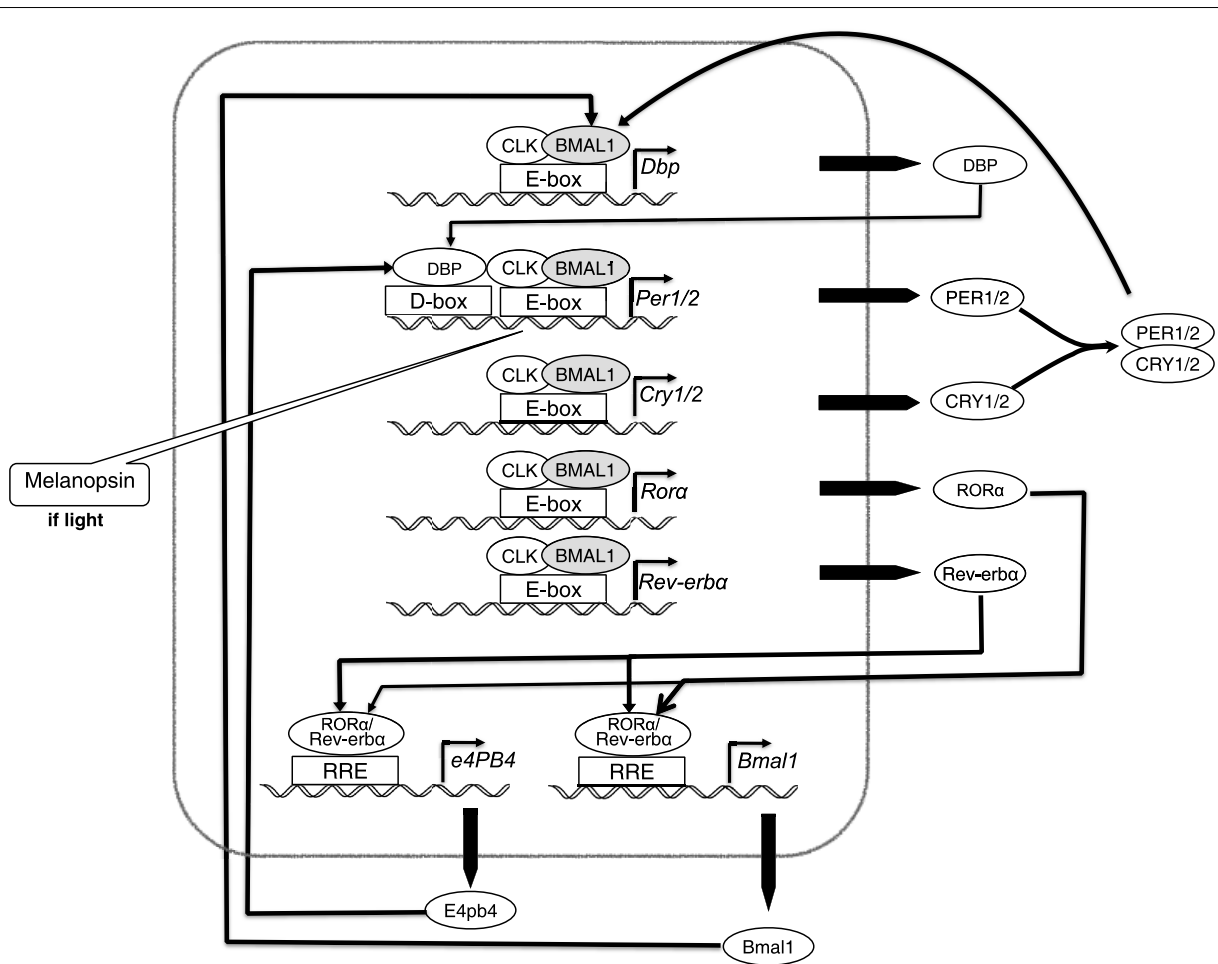 CLK BMAL1
Dbp
E-box
DBP
DBP CLK BMAL1
D-box E-box
Per1/2
PER1/2
PER1/2
CRY1/2
CLK BMAL1
Cry1/2
E-box
CRY1/2
Melanopsin
if light
CLK BMAL1
Rorα
E-box
RORα
CLK BMAL1
Rev-erbα
E-box
Rev-erbα
RORα/
Rev-erbα
RRE
e4PB4
RORα/
Rev-erbα
RRE
Bmal1
E4pb4
Bmal1